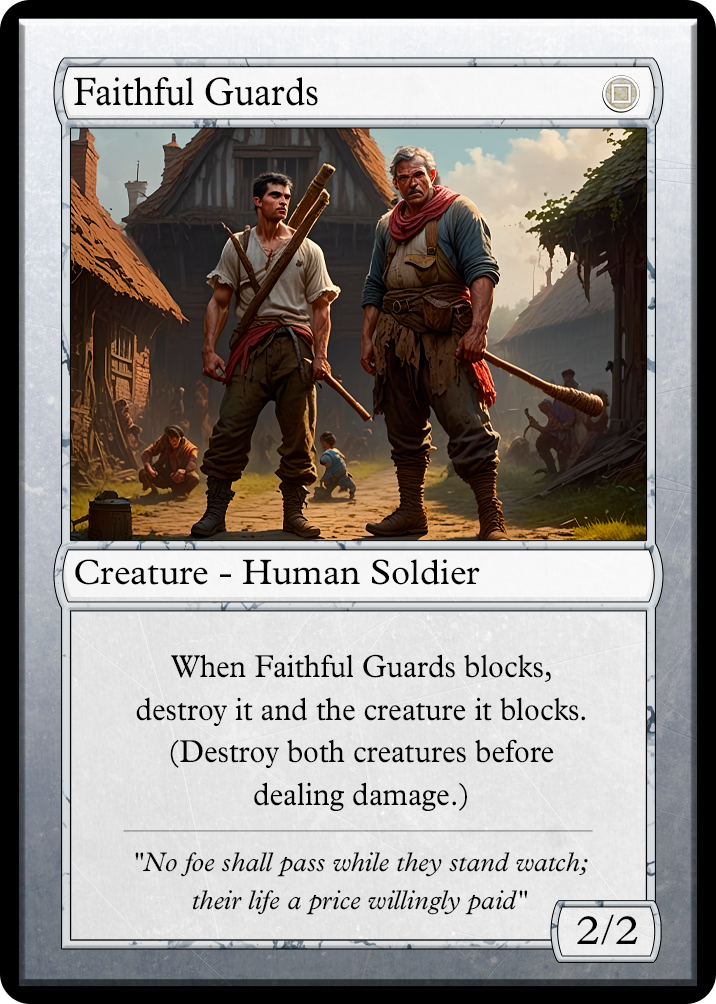 Faithful Guards
Creature - Human Soldier
When Faithful Guards blocks,
destroy it and the creature it blocks.
(Destroy both creatures before
dealing damage.)
"No foe shall pass while they stand watch;
their life a price willingly paid"
2/2